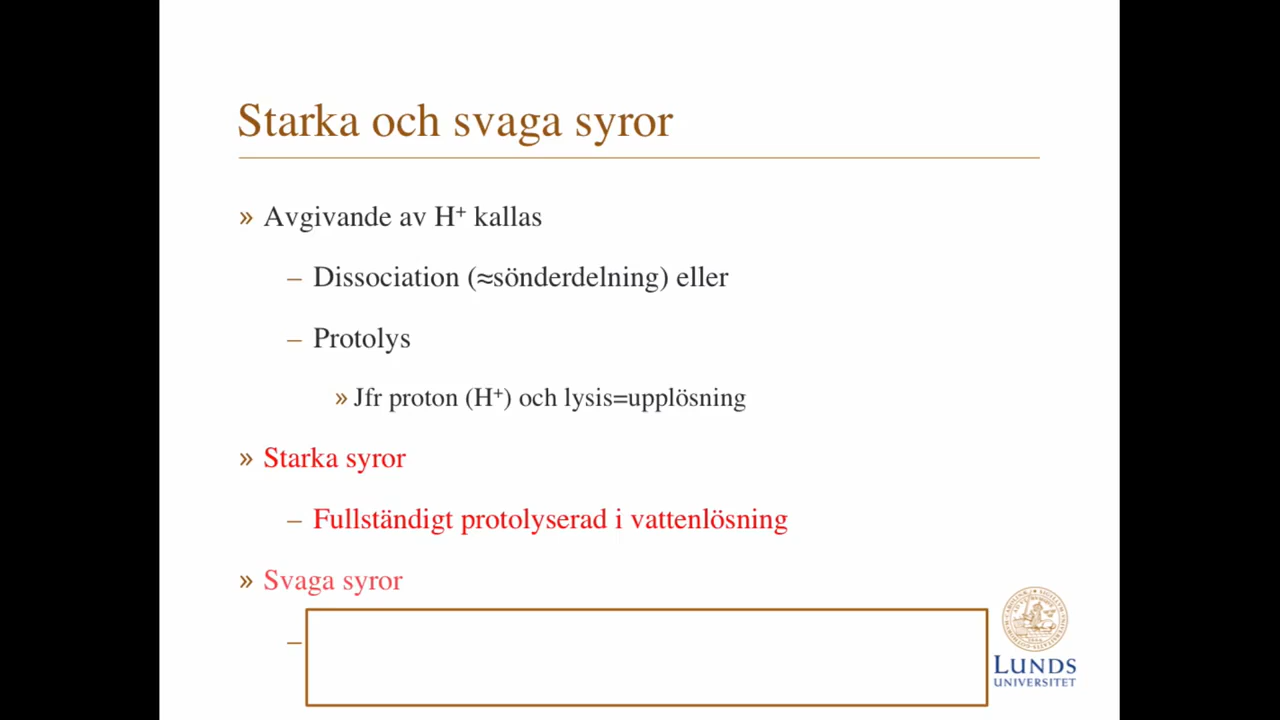 Starka och svaga syror
» Avgivande av H⁺ kallas
– Dissociation (≈sönderdelning) eller
– Protolys
» Jfr proton (H⁺) och lysis=upplösning
» Starka syror
– Fullständigt protolyserad i vattenlösning
» Svaga syror
–
LUNDS
UNIVERSITET